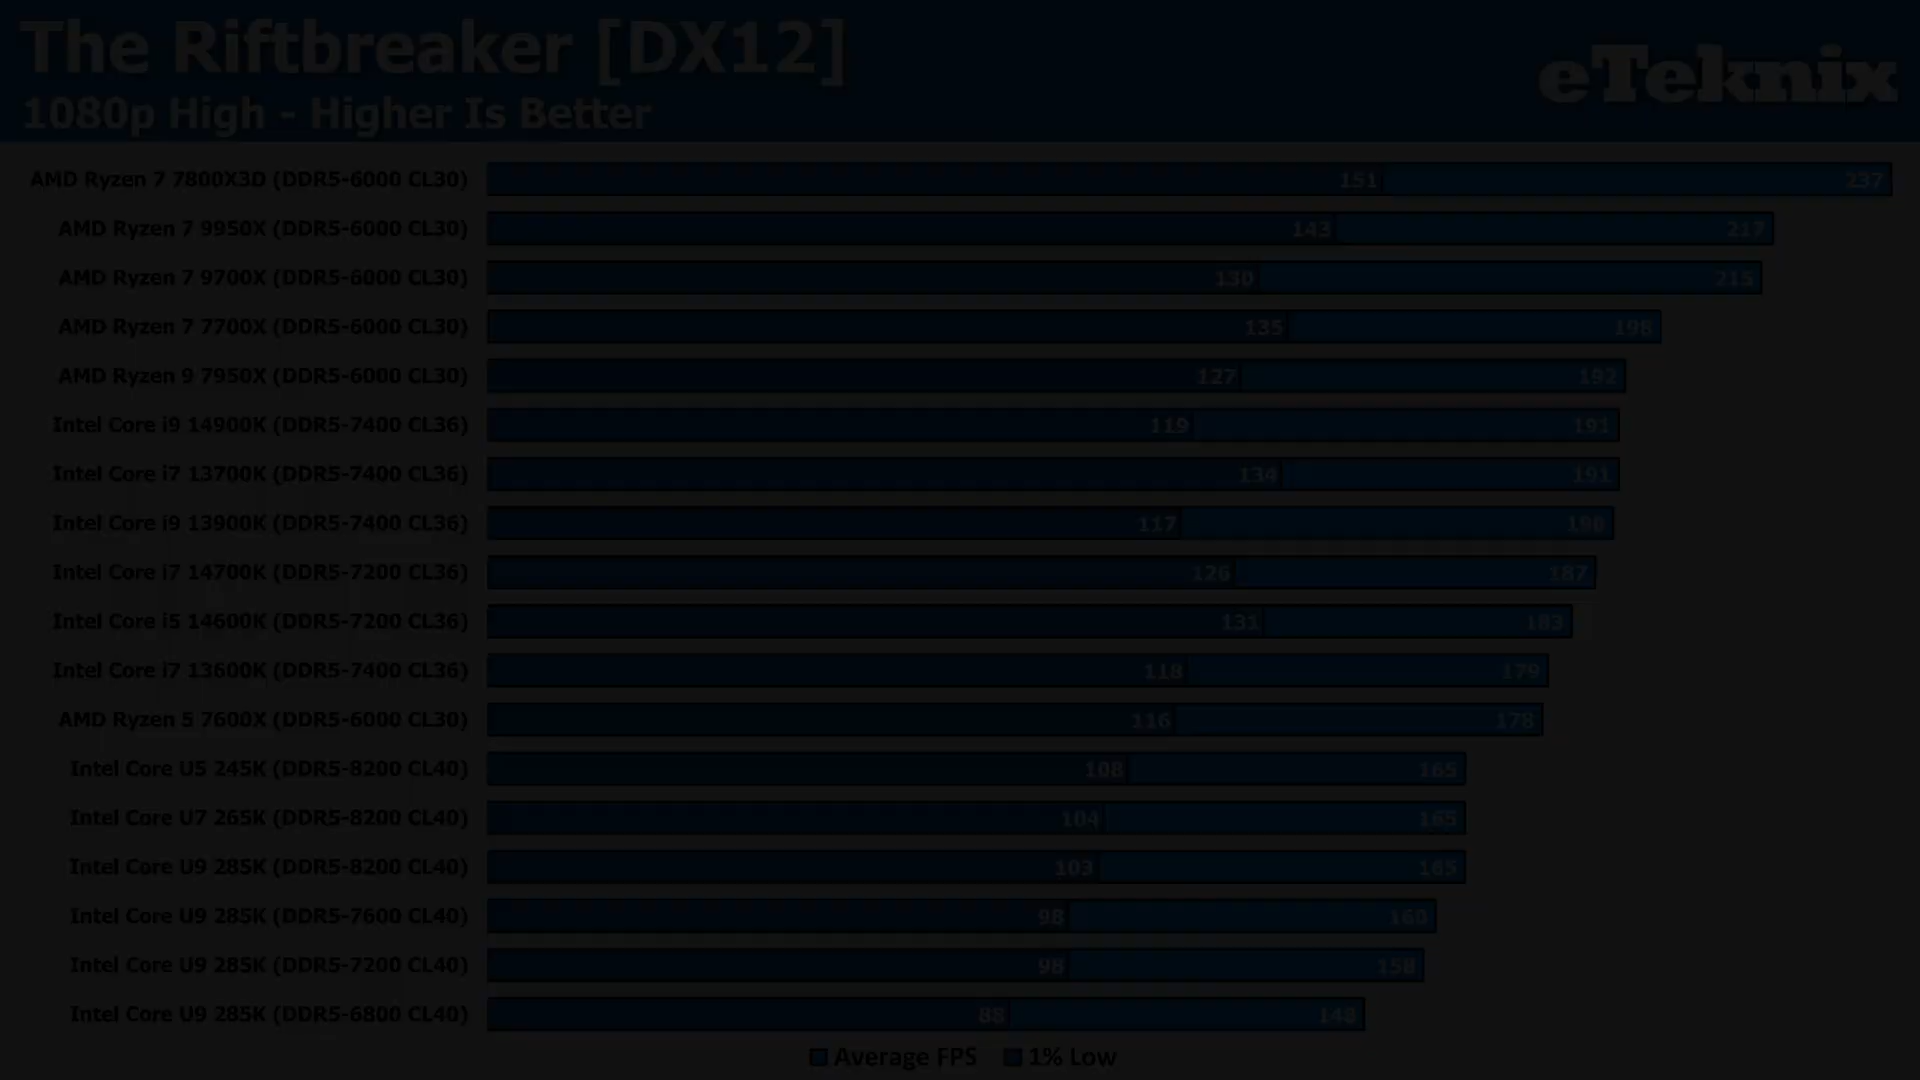 The Riftbreaker [DX12]
eTeknix
1080p High - Higher Is Better
AMD Ryzen 7 7800X3D (DDR5-6000 CL30) 151 237
AMD Ryzen 7 9950X (DDR5-6000 CL30) 143 217
AMD Ryzen 7 9700X (DDR5-6000 CL30) 130 215
AMD Ryzen 7 7700X (DDR5-6000 CL30) 135 198
AMD Ryzen 9 7950X (DDR5-6000 CL30) 127 192
Intel Core i9 14900K (DDR5-7400 CL36) 119 191
Intel Core i7 13700K (DDR5-7400 CL36) 134 191
Intel Core i9 13900K (DDR5-7400 CL36) 117 190
Intel Core i7 14700K (DDR5-7200 CL36) 126 187
Intel Core i5 14600K (DDR5-7200 CL36) 131 183
Intel Core i7 13600K (DDR5-7400 CL36) 118 179
AMD Ryzen 5 7600X (DDR5-6000 CL30) 116 178
Intel Core U5 245K (DDR5-8200 CL40) 108 165
Intel Core U7 265K (DDR5-8200 CL40) 104 165
Intel Core U9 285K (DDR5-8200 CL40) 103 165
Intel Core U9 285K (DDR5-7600 CL40) 98 160
Intel Core U9 285K (DDR5-7200 CL40) 98 158
Intel Core U9 285K (DDR5-6800 CL40) 88 148
Average FPS 1% Low